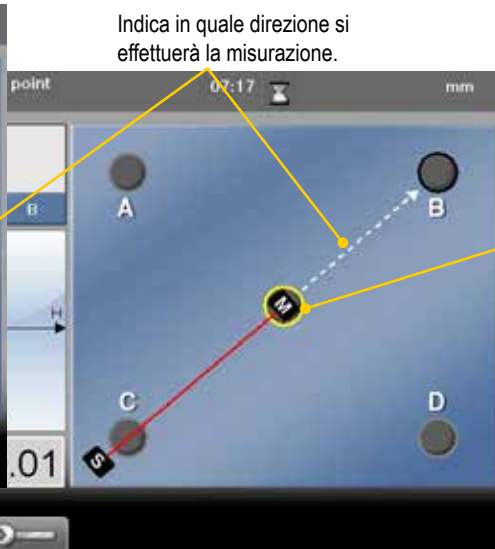 Indica in quale direzione si
effettuerà la misurazione.
point 07:17 mm
A
B
B
H
M
C
D
S
.01